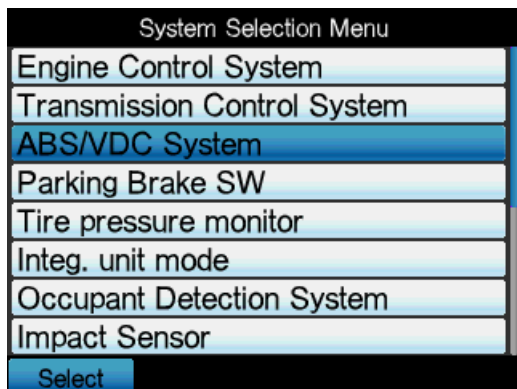 System Selection Menu
Engine Control System
Transmission Control System
ABS/VDC System
Parking Brake SW
Tire pressure monitor
Integ. unit mode
Occupant Detection System
Impact Sensor
Select